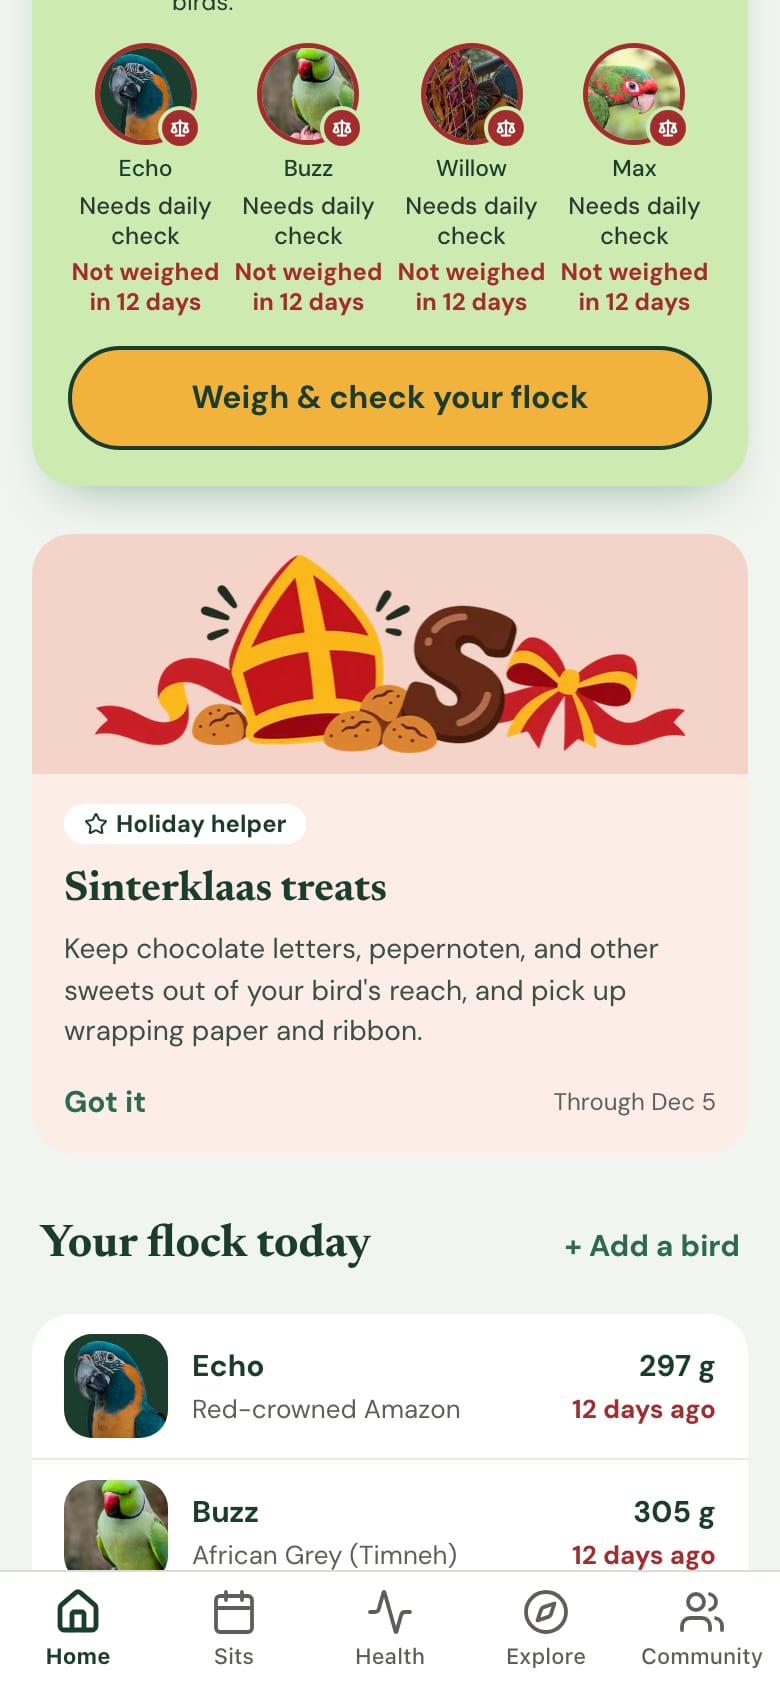 birds.
Echo
Buzz
Willow
Max
Needs daily check
Needs daily check
Needs daily check
Needs daily check
Not weighed in 12 days
Not weighed in 12 days
Not weighed in 12 days
Not weighed in 12 days
Weigh & check your flock
S
Holiday helper
Sinterklaas treats
Keep chocolate letters, pepernoten, and other
sweets out of your bird's reach, and pick up
wrapping paper and ribbon.
Got it
Through Dec 5
Your flock today
+ Add a bird
Echo
297 g
Red-crowned Amazon
12 days ago
Buzz
305 g
African Grey (Timneh)
12 days ago
Home
Sits
Health
Explore
Community